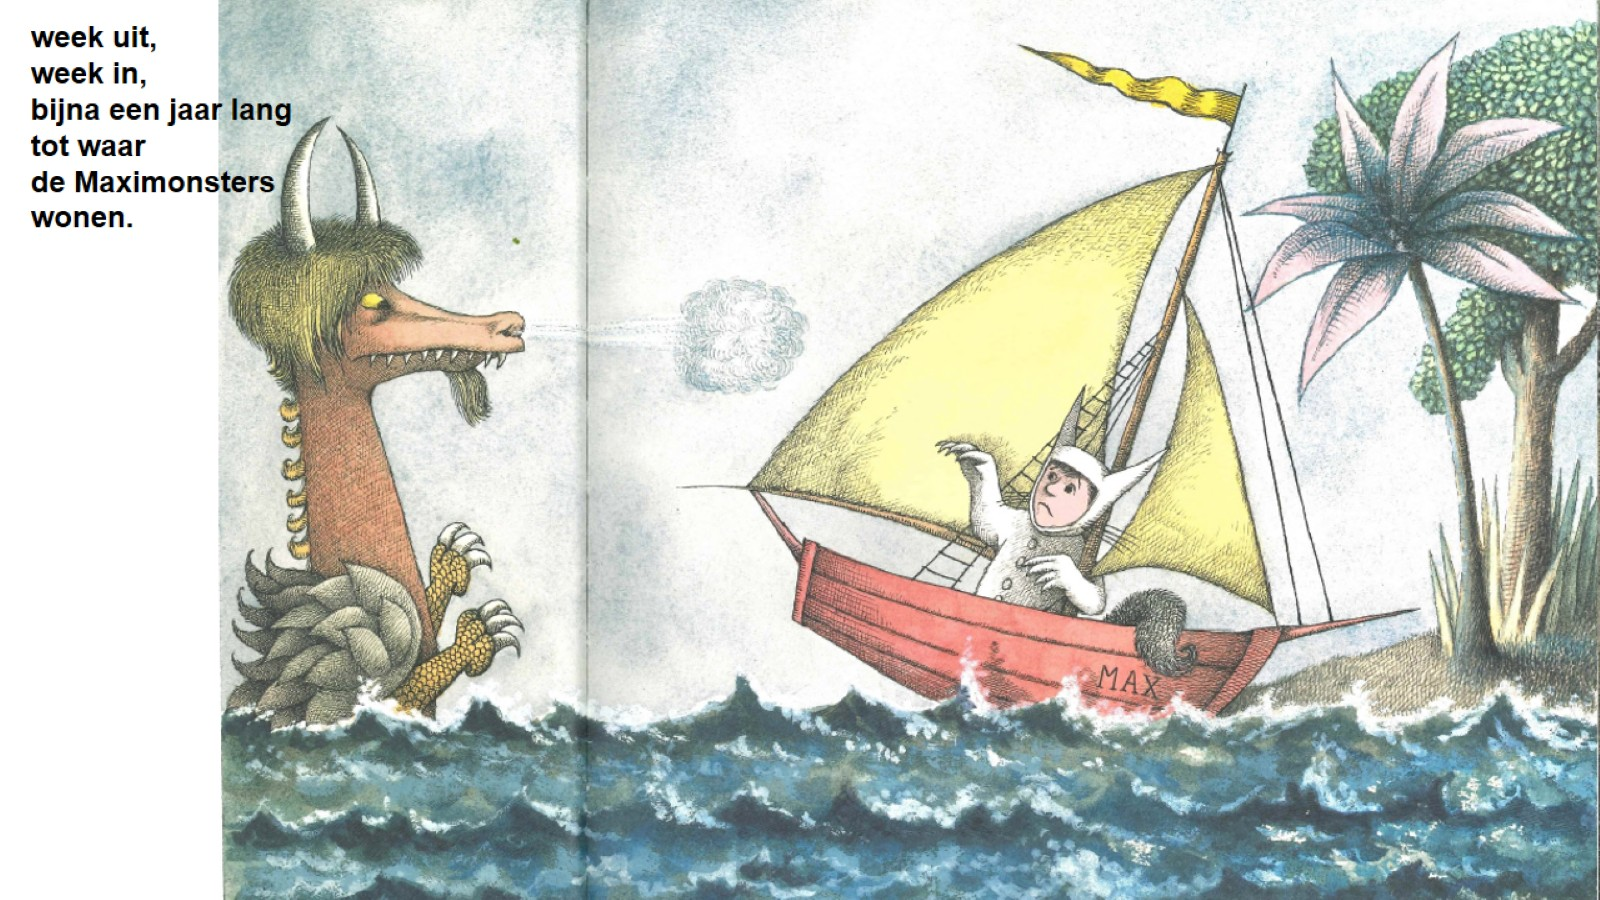 week uit,
week in,
bijna een jaar lang
tot waar
de Maximonsters
wonen.
MAX